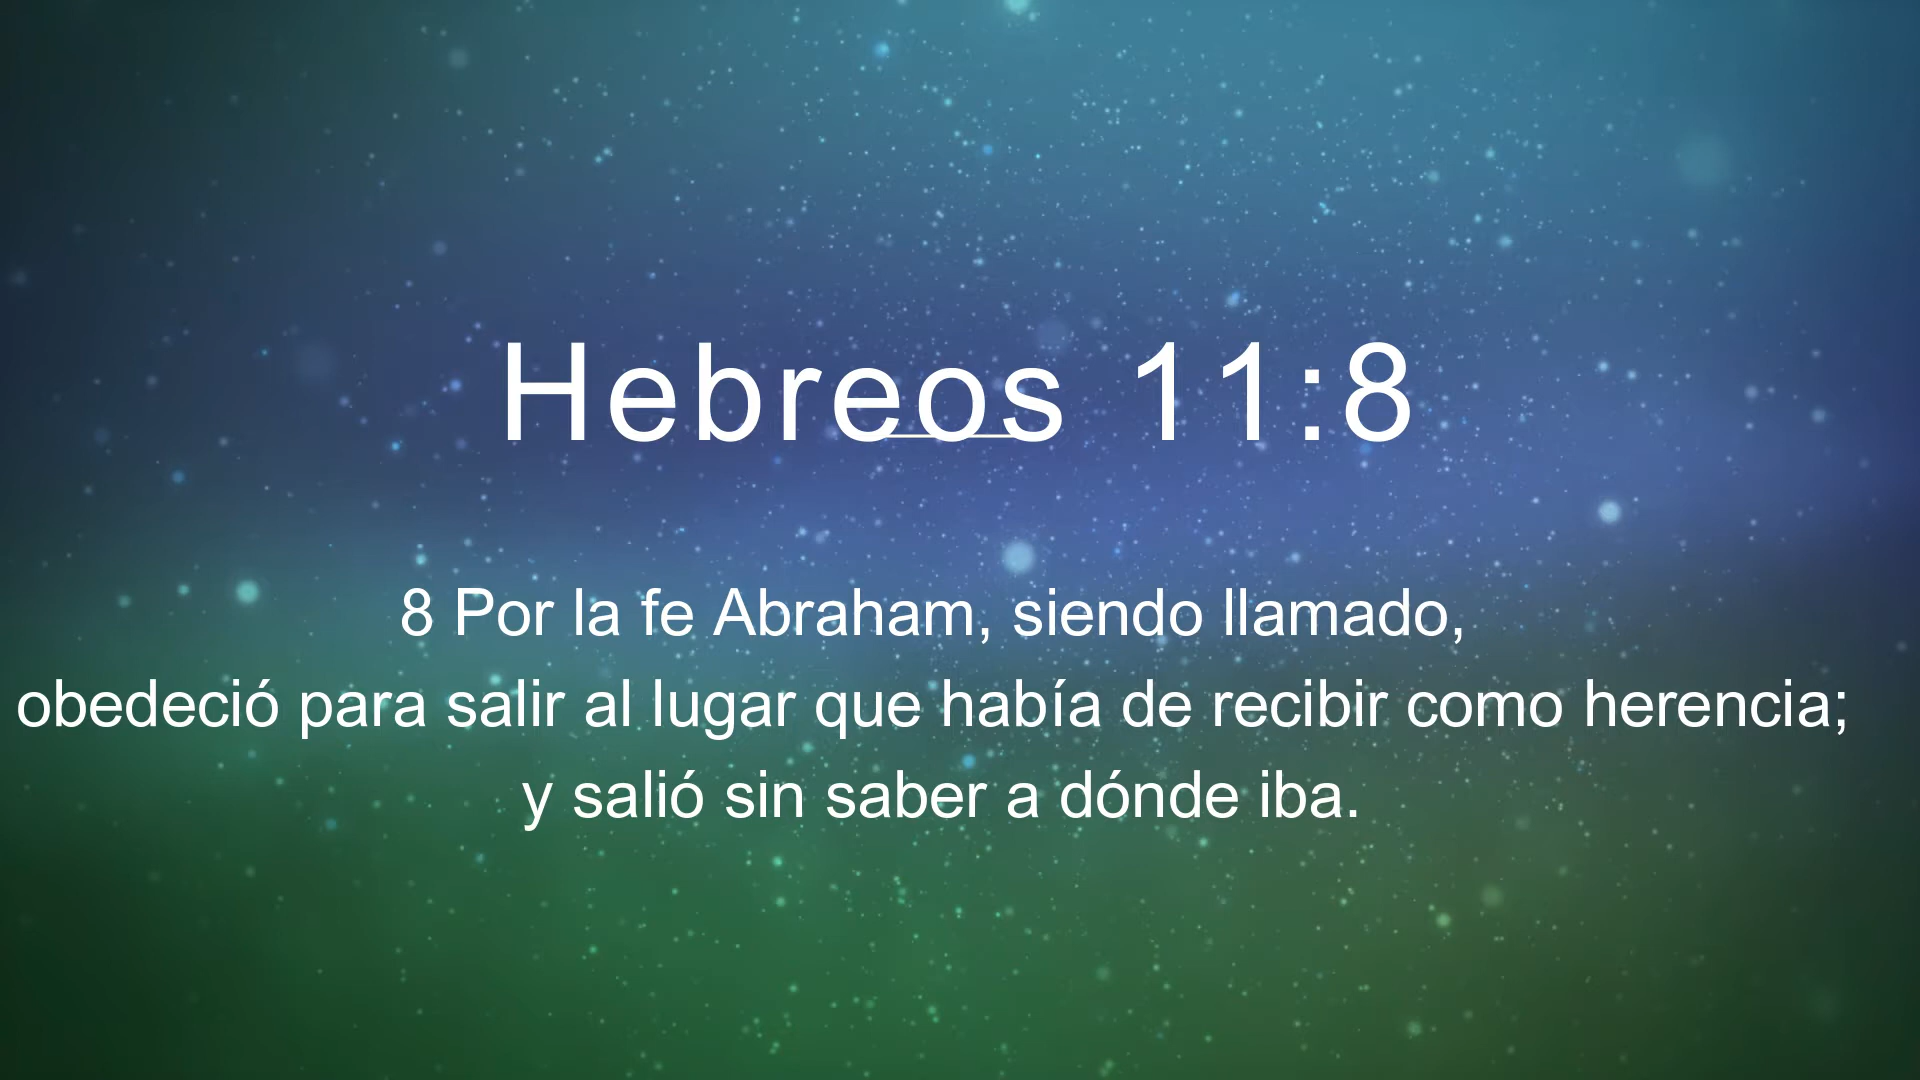 Hebreos 11:8
8 Por la fe Abraham, siendo llamado,
obedeció para salir al lugar que había de recibir como herencia;
y salió sin saber a dónde iba.